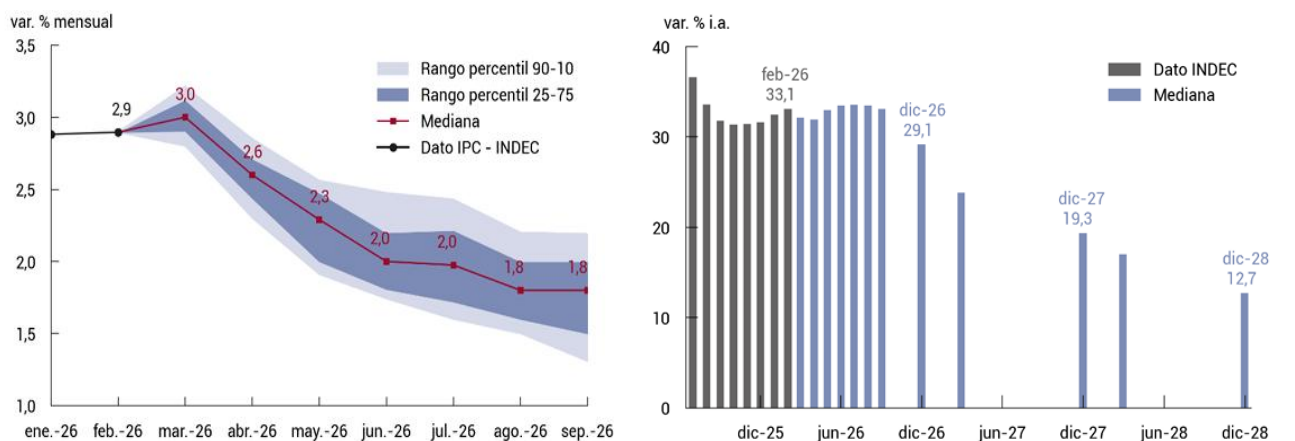 var. % mensual
3,5
3,0
2,5
2,0
1,5
1,0
Rango percentil 90-10
Rango percentil 25-75
Mediana
Dato IPC - INDEC
2,9
3,0
2,6
2,3
2,0
2,0
1,8
1,8
ene.-26 feb.-26 mar.-26 abr.-26 may.-26 jun.-26 jul.-26 ago.-26 sep.-26
var. % i.a.
40
30
20
10
0
Dato INDEC
Mediana
feb-26
33,1
dic-26
29,1
dic-27
19,3
dic-28
12,7
dic-25 jun-26 dic-26 jun-27 dic-27 jun-28 dic-28